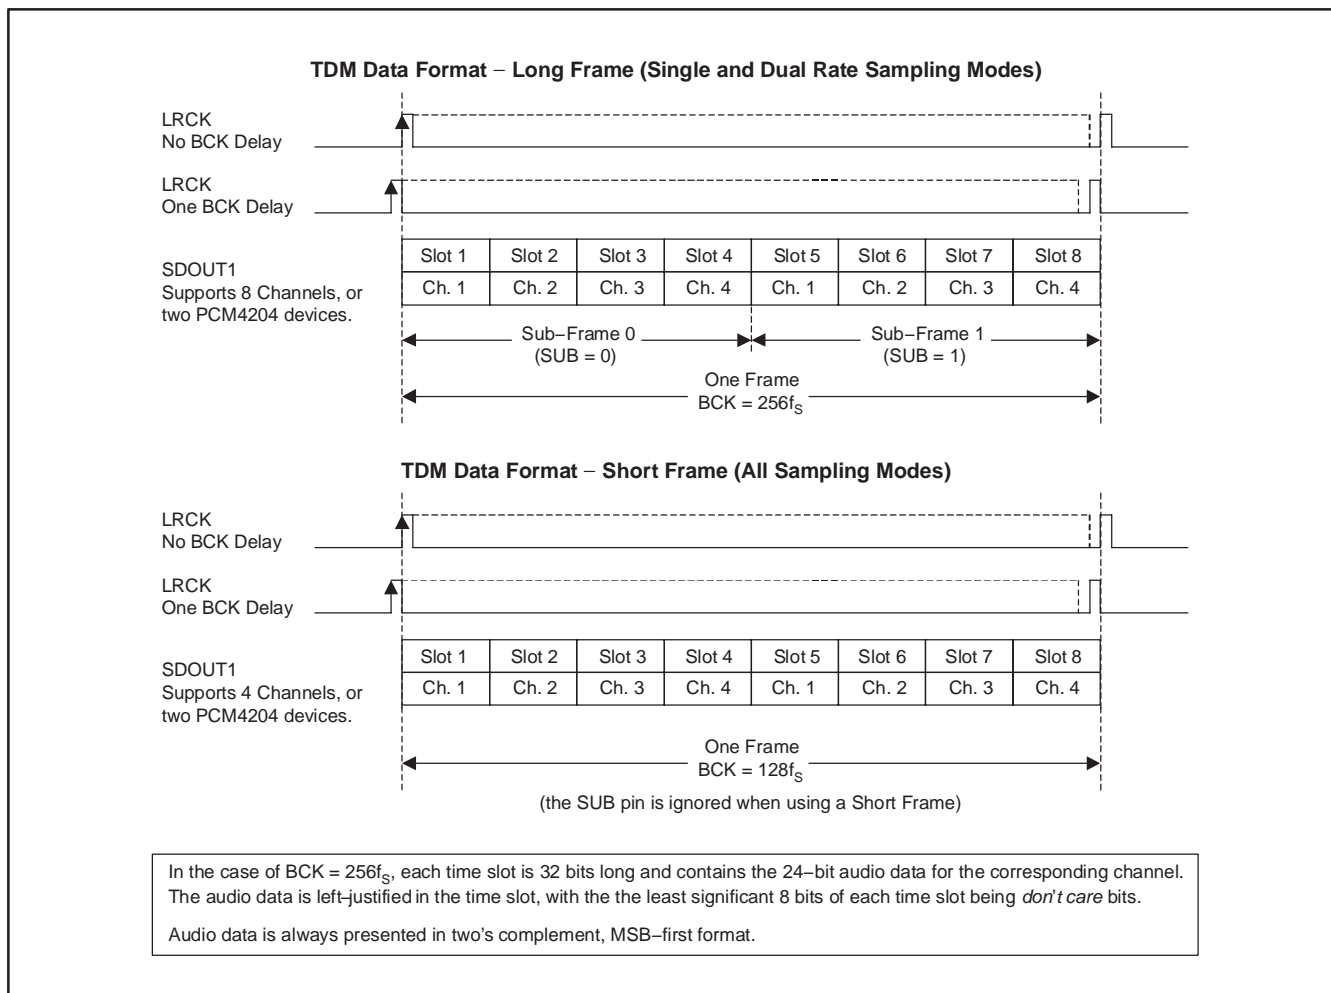 TDM Data Format − Long Frame (Single and Dual Rate Sampling Modes)
LRCK
No BCK Delay
LRCK
One BCK Delay
SDOUT1
Supports 8 Channels, or
two PCM4204 devices.
Slot 1 Slot 2 Slot 3 Slot 4 Slot 5 Slot 6 Slot 7 Slot 8
Ch. 1 Ch. 2 Ch. 3 Ch. 4 Ch. 1 Ch. 2 Ch. 3 Ch. 4
Sub−Frame 0 Sub−Frame 1
(SUB = 0) (SUB = 1)
One Frame
BCK = 256fS
TDM Data Format − Short Frame (All Sampling Modes)
LRCK
No BCK Delay
LRCK
One BCK Delay
SDOUT1
Supports 4 Channels, or
two PCM4204 devices.
Slot 1 Slot 2 Slot 3 Slot 4 Slot 5 Slot 6 Slot 7 Slot 8
Ch. 1 Ch. 2 Ch. 3 Ch. 4 Ch. 1 Ch. 2 Ch. 3 Ch. 4
One Frame
BCK = 128fS
(the SUB pin is ignored when using a Short Frame)
In the case of BCK = 256fS, each time slot is 32 bits long and contains the 24−bit audio data for the corresponding channel.
The audio data is left−justified in the time slot, with the the least significant 8 bits of each time slot being don't care bits.
Audio data is always presented in two's complement, MSB−first format.